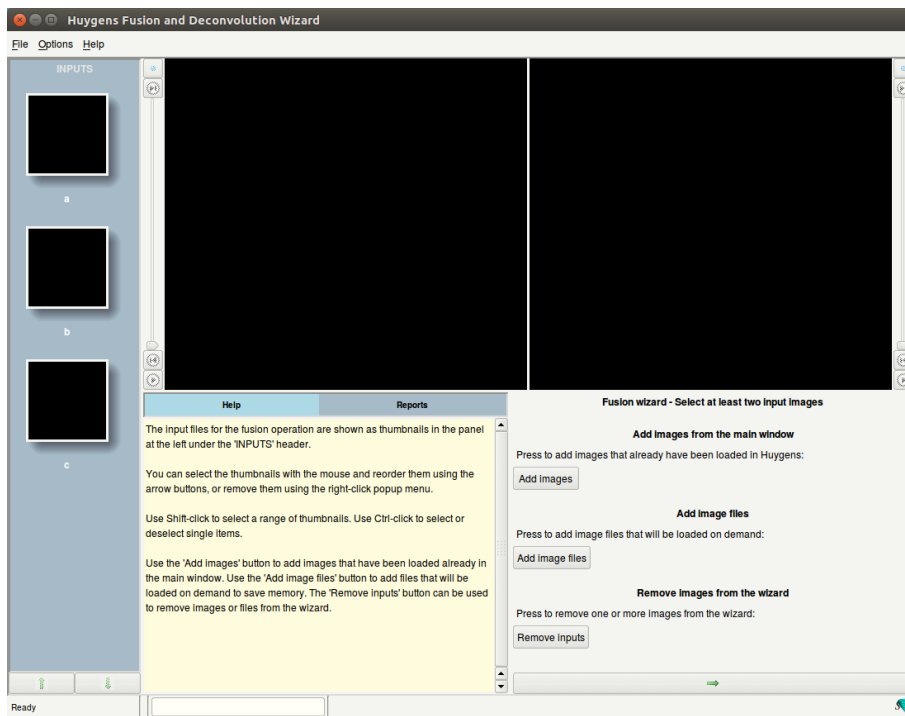 Huygens Fusion and Deconvolution Wizard
File Options Help
INPUTS
a
b
c
Help
Reports
The input files for the fusion operation are shown as thumbnails in the panel
at the left under the 'INPUTS' header.
You can select the thumbnails with the mouse and reorder them using the
arrow buttons, or remove them using the right-click popup menu.
Use Shift-click to select a range of thumbnails. Use Ctrl-click to select or
deselect single items.
Use the 'Add images' button to add images that have been loaded already in
the main window. Use the 'Add image files' button to add files that will be
loaded on demand to save memory. The 'Remove inputs' button can be used
to remove images or files from the wizard.
Fusion wizard - Select at least two input images
Add images from the main window
Press to add images that already have been loaded in Huygens:
Add images
Add image files
Press to add image files that will be loaded on demand:
Add image files
Remove images from the wizard
Press to remove one or more images from the wizard:
Remove inputs
Ready